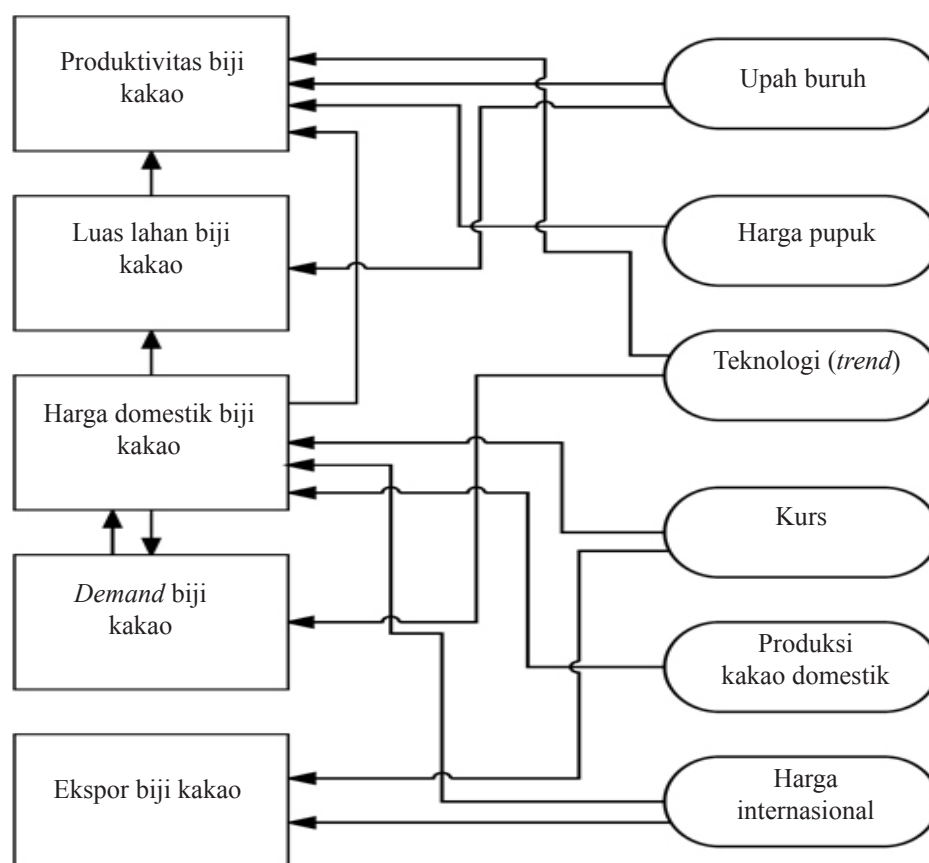 Produktivitas biji
kakao
Luas lahan biji
kakao
Harga domestik biji
kakao
Demand biji
kakao
Ekspor biji kakao
Upah buruh
Harga pupuk
Teknologi (trend)
Kurs
Produksi
kakao domestik
Harga
internasional